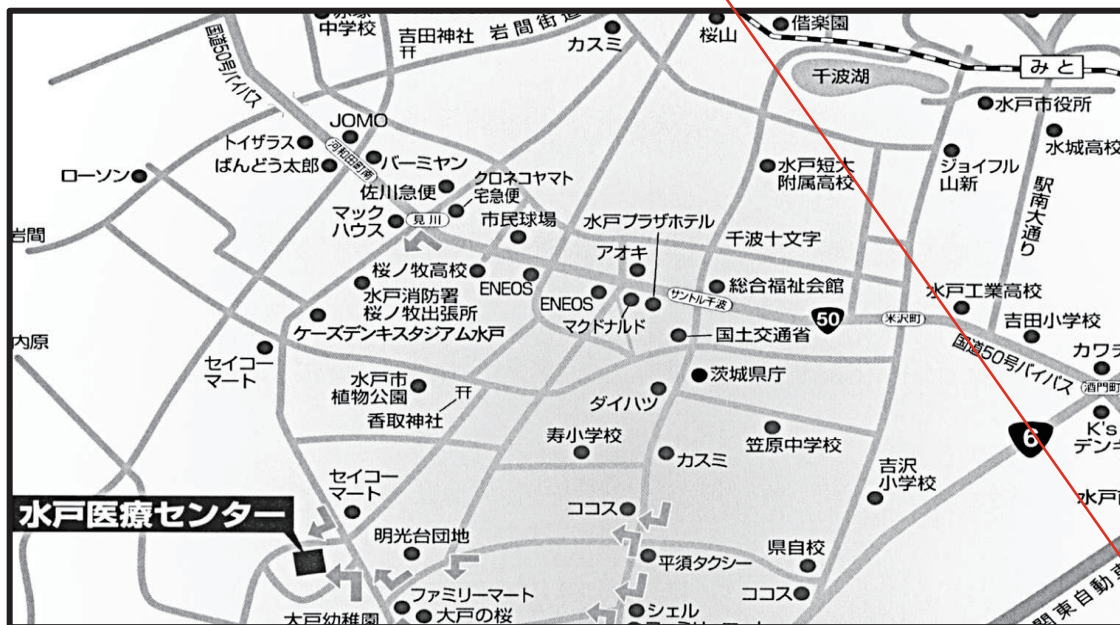 中学校
吉田神社
岩間街道
カスミ
桜山
偕楽園
千波湖
みと
国道50号バイパス
水戸市役所
水城高校
JOMO
トイザラス
ばんどう太郎
河和田町南
バーミヤン
ローソン
佐川急便
クロネコヤマト
宅急便
マック
ハウス
見川
市民球場
水戸プラザホテル
水戸短大
附属高校
ジョイフル
山新
駅南大通り
岩間
アオキ
千波十文字
桜ノ牧高校
ENEOS
水戸消防署
桜ノ牧出張所
ENEOS
マクドナルド
サントル千波
総合福祉会館
50
米沢町
水戸工業高校
吉田小学校
ケーズデンキスタジアム水戸
国土交通省
国道50号バイパス
カワラ
酒門町
内原
セイコー
マート
水戸市
植物公園
香取神社
茨城県庁
ダイハツ
K's
デンキ
6
寿小学校
笠原中学校
カスミ
吉沢
小学校
セイコー
マート
水戸医療センター
ココス
明光台団地
平須タクシー
県自校
ココス
ファミリーマート
大戸の桜
大戸幼稚園
シェル
関東自動車